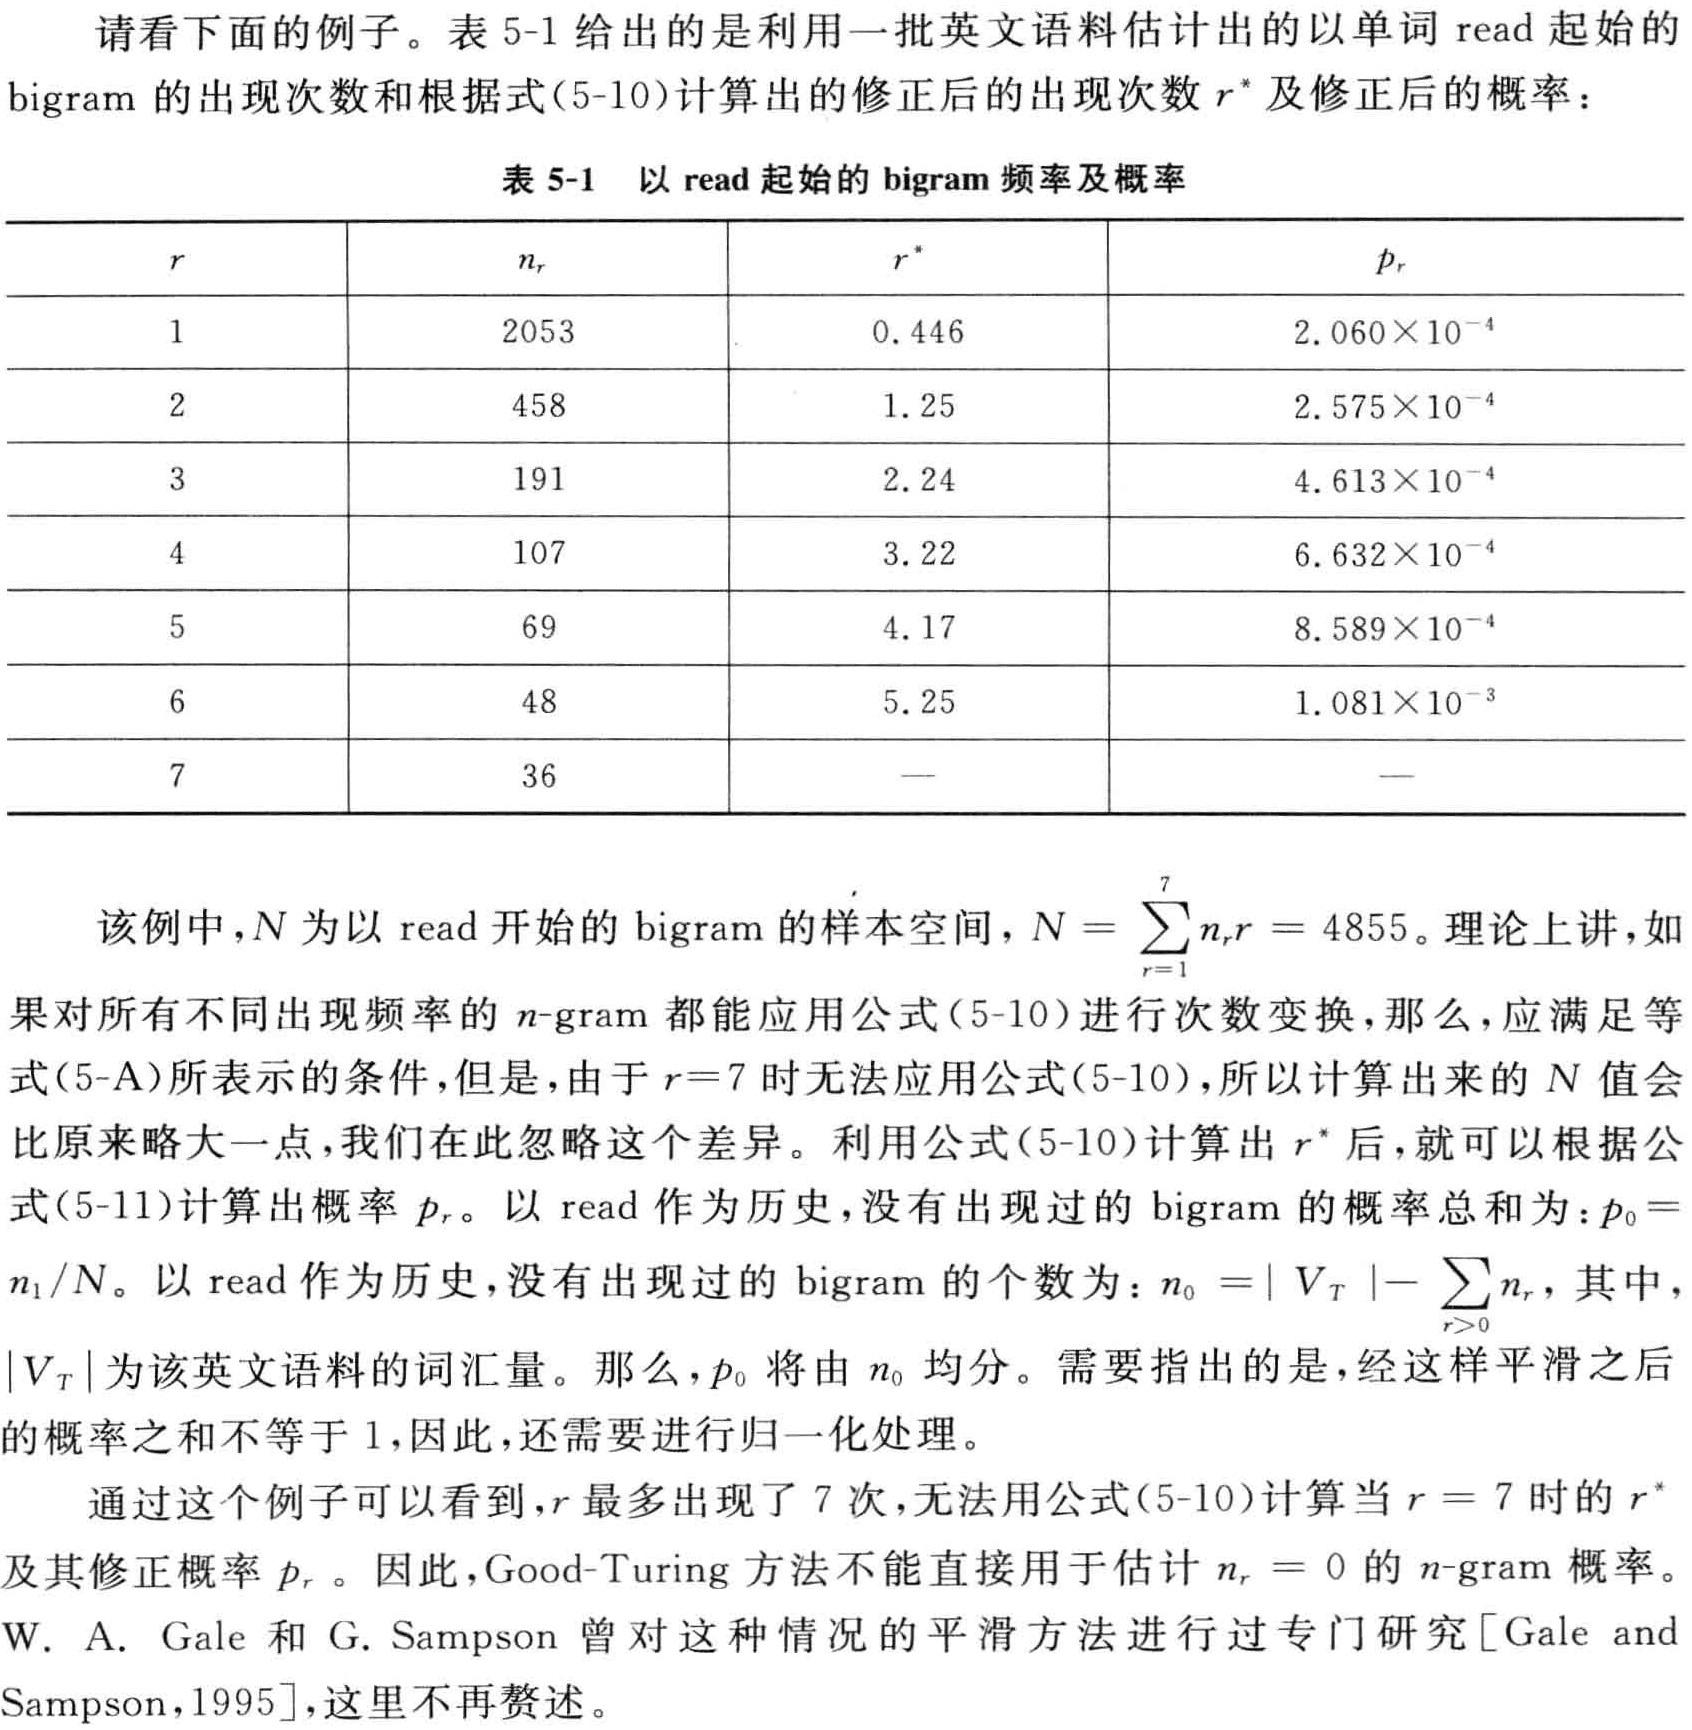 请看下面的例子。表 5-1 给出的是利用一批英文语料估计出的以单词 read 起始的
bigram 的出现次数和根据式(5-10)计算出的修正后的出现次数 r* 及修正后的概率：
表 5-1 以 read 起始的 bigram 频率及概率
r nᵣ r* pᵣ
1 2053 0.446 2.060×10⁻⁴
2 458 1.25 2.575×10⁻⁴
3 191 2.24 4.613×10⁻⁴
4 107 3.22 6.632×10⁻⁴
5 69 4.17 8.589×10⁻⁴
6 48 5.25 1.081×10⁻³
7 36 — —
该例中，N 为以 read 开始的 bigram 的样本空间，N = ∑_{r=1}^{7} nᵣr = 4855。理论上讲，如
果对所有不同出现频率的 n-gram 都能应用公式(5-10)进行次数变换，那么，应满足等
式(5-A)所表示的条件，但是，由于 r=7 时无法应用公式(5-10)，所以计算出来的 N 值会
比原来略大一点，我们在此忽略这个差异。利用公式(5-10)计算出 r* 后，就可以根据公
式(5-11)计算出概率 pᵣ。以 read 作为历史，没有出现过的 bigram 的概率总和为：p₀=
n₁/N。以 read 作为历史，没有出现过的 bigram 的个数为：n₀ =| V_T |− ∑_{r>0} nᵣ，其中，
|V_T|为该英文语料的词汇量。那么，p₀ 将由 n₀ 均分。需要指出的是，经这样平滑之后
的概率之和不等于 1，因此，还需要进行归一化处理。
通过这个例子可以看到，r 最多出现了 7 次，无法用公式(5-10)计算当 r = 7 时的 r*
及其修正概率 pᵣ 。因此，Good-Turing 方法不能直接用于估计 nᵣ = 0 的 n-gram 概率。
W. A. Gale 和 G. Sampson 曾对这种情况的平滑方法进行过专门研究[Gale and
Sampson，1995]，这里不再赘述。